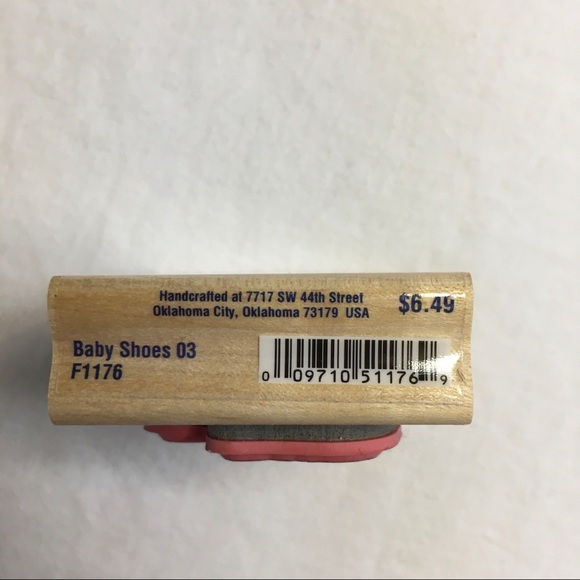 Handcrafted at 7717 SW 44th Street
Oklahoma City, Oklahoma 73179 USA
$6.49
Baby Shoes 03
F1176
0 09710 51176 9